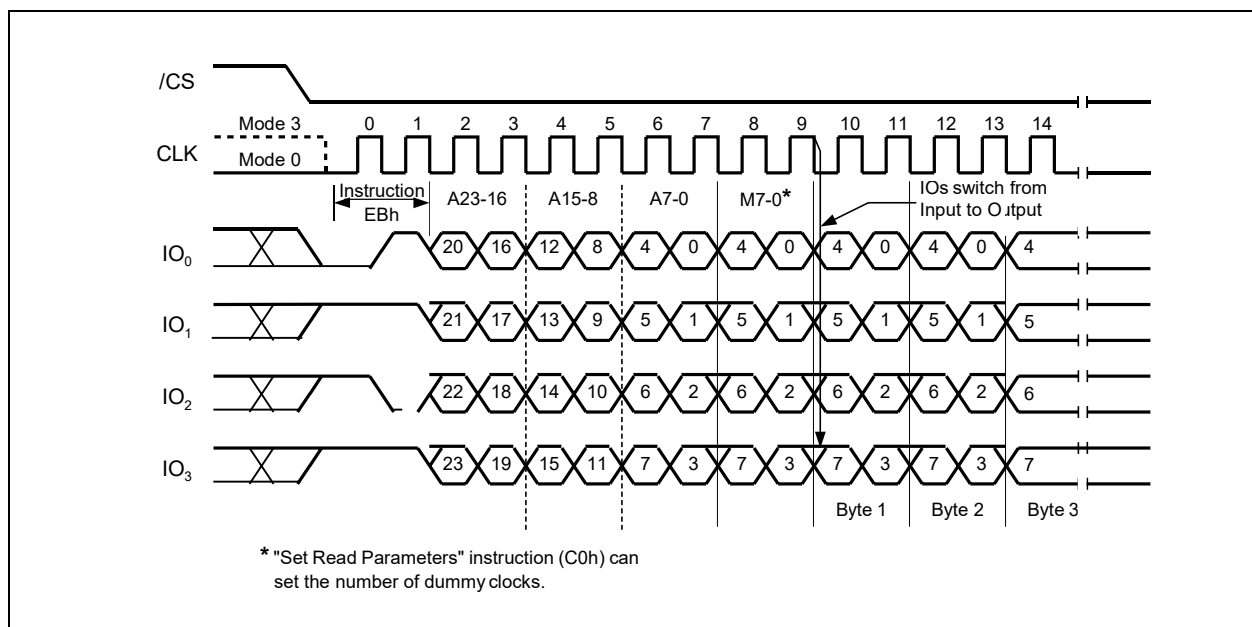 /CS
Mode 3 0 1 2 3 4 5 6 7 8 9 10 11 12 13 14
CLK Mode 0
Instruction A23-16 A15-8 A7-0 M7-0* IOs switch from
EBh Input to Output
IO0 20 16 12 8 4 0 4 0 4 0 4 0 4
IO1 21 17 13 9 5 1 5 1 5 1 5 1 5
IO2 22 18 14 10 6 2 6 2 6 2 6 2 6
IO3 23 19 15 11 7 3 7 3 7 3 7 3 7
Byte 1 Byte 2 Byte 3
* "Set Read Parameters" instruction (C0h) can
set the number of dummy clocks.